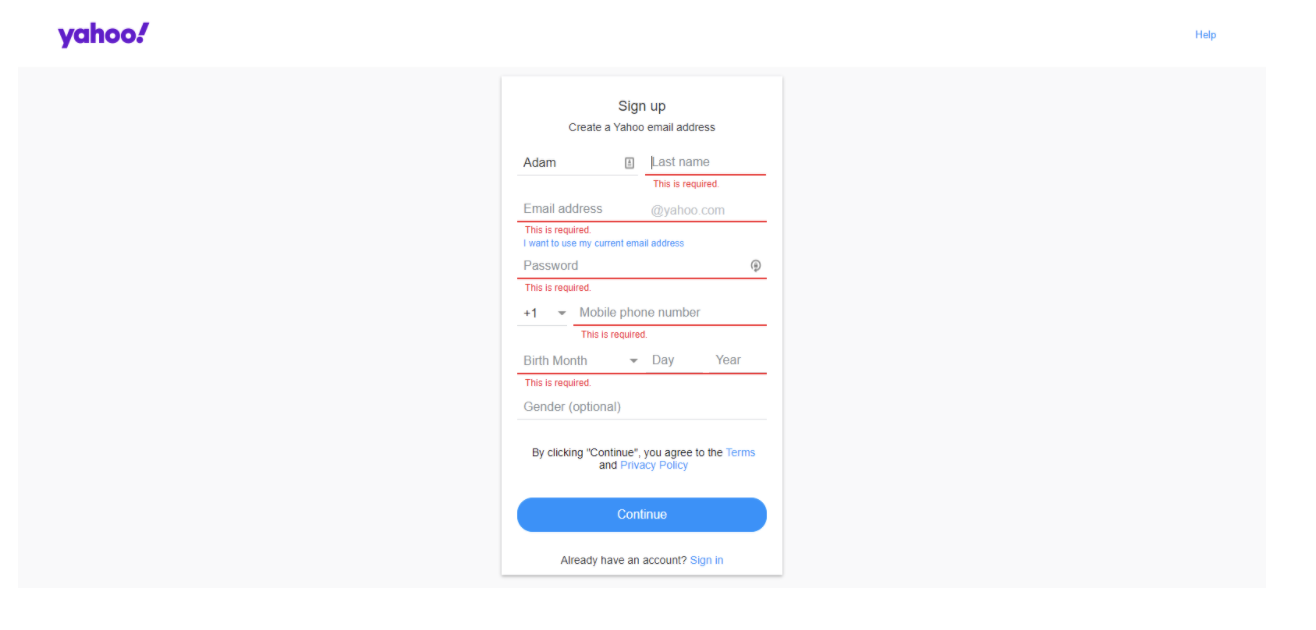 yahoo!
Help
Sign up
Create a Yahoo email address
Adam Last name
This is required.
Email address @yahoo.com
This is required.
I want to use my current email address
Password
This is required.
+1 Mobile phone number
This is required.
Birth Month Day Year
This is required.
Gender (optional)
By clicking "Continue", you agree to the Terms
and Privacy Policy
Continue
Already have an account? Sign in